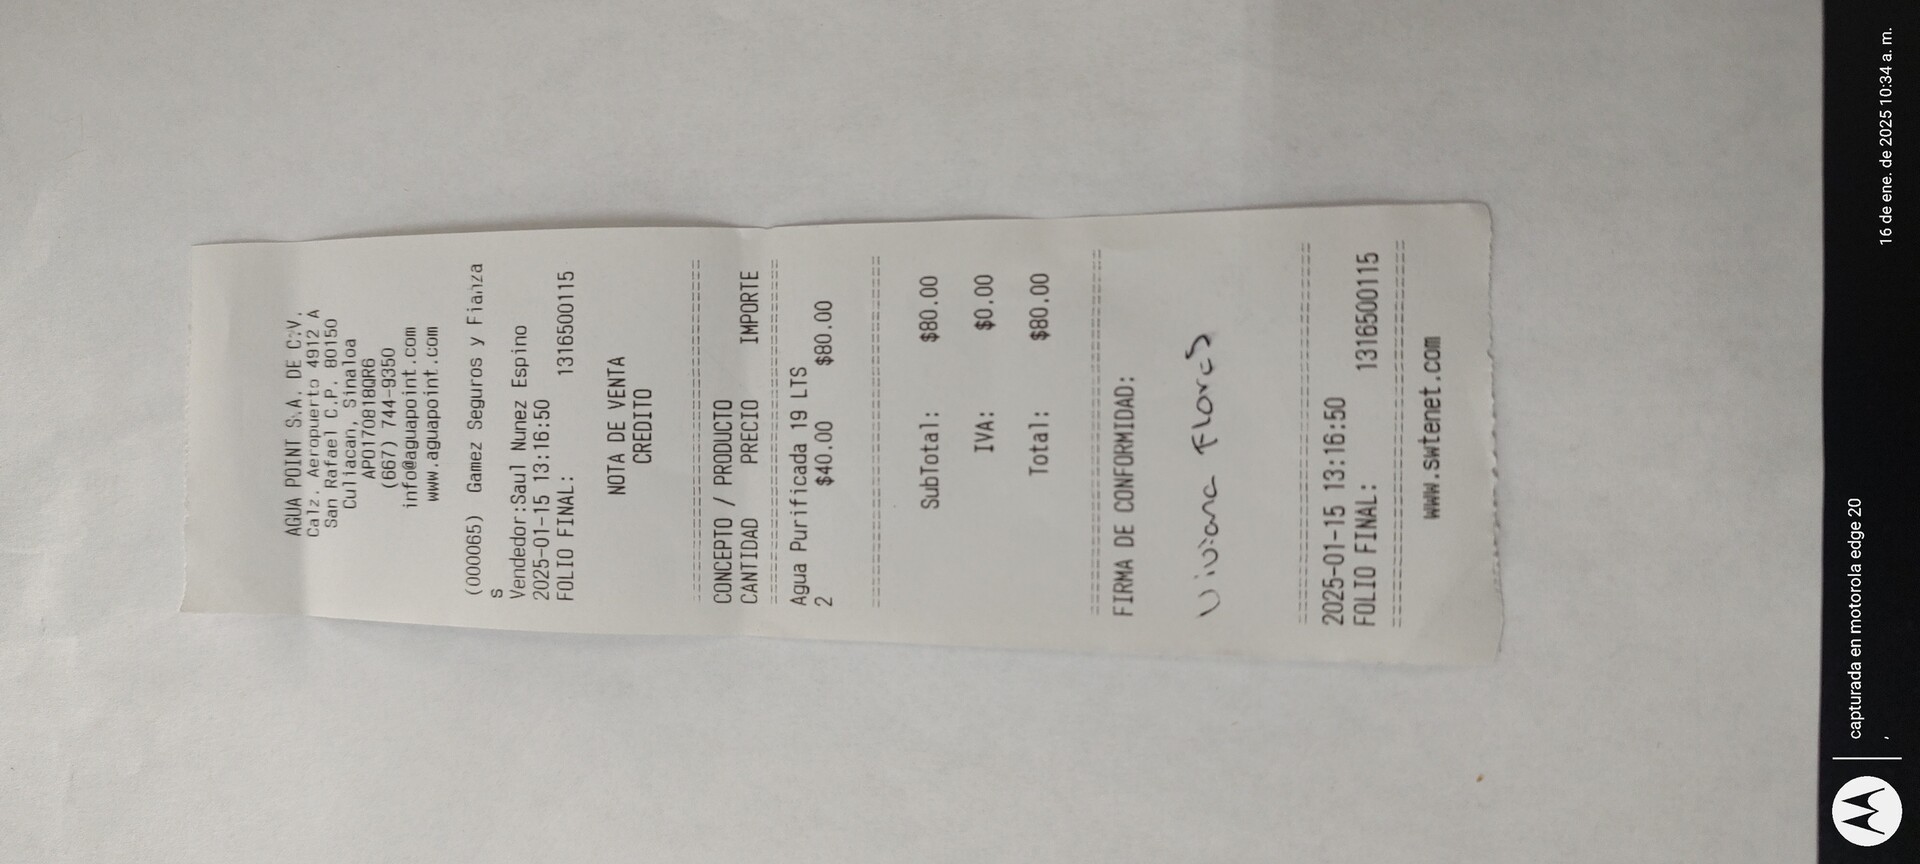 AGUA POINT S.A. DE C.V.
Calz. Aeropuerto 4912 A
San Rafael C.P. 80150
Culiacan, Sinaloa
APO170818QR6
(667) 744-9350
info@aguapoint.com
www.aguapoint.com
(000065) Gamez Seguros y Fianza
s
Vendedor:Saul Nunez Espino
2025-01-15 13:16:50
FOLIO FINAL: 1316500115
NOTA DE VENTA
CREDITO
CONCEPTO / PRODUCTO
CANTIDAD PRECIO IMPORTE
Agua Purificada 19 LTS
2 $40.00 $80.00
SubTotal: $80.00
IVA: $0.00
Total: $80.00
FIRMA DE CONFORMIDAD:
Viviana Flores
2025-01-15 13:16:50
FOLIO FINAL: 1316500115
www.swtenet.com
capturada en motorola edge 20
,
16 de ene. de 2025 10:34 a. m.